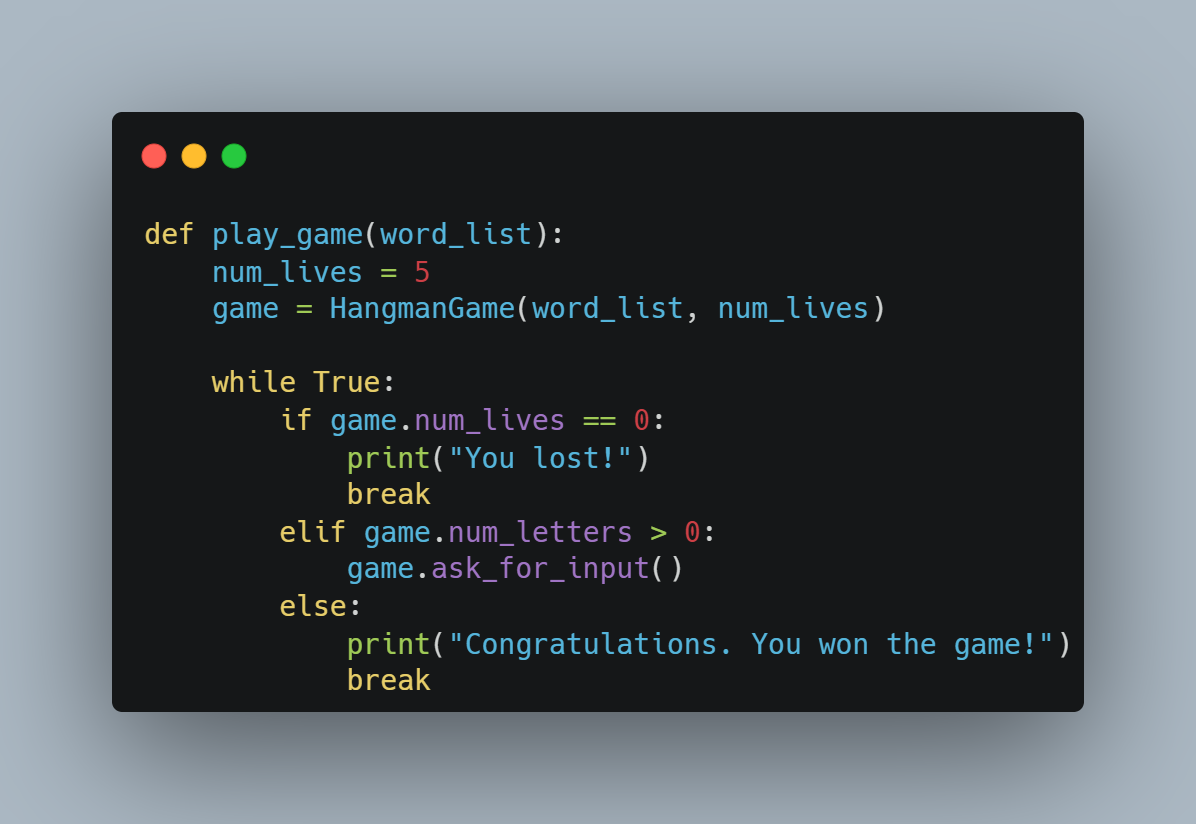 def play_game(word_list):
    num_lives = 5
    game = HangmanGame(word_list, num_lives)

    while True:
        if game.num_lives == 0:
            print("You lost!")
            break
        elif game.num_letters > 0:
            game.ask_for_input()
        else:
            print("Congratulations. You won the game!")
            break